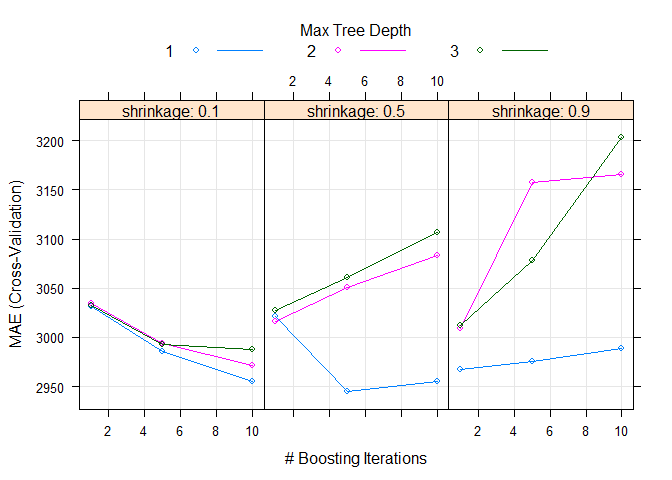 Max Tree Depth
1 2 3
2 4 6 8 10
shrinkage: 0.1 shrinkage: 0.5 shrinkage: 0.9
3200
3150
3100
3050
3000
2950
MAE (Cross-Validation)
2 4 6 8 10 2 4 6 8 10
# Boosting Iterations